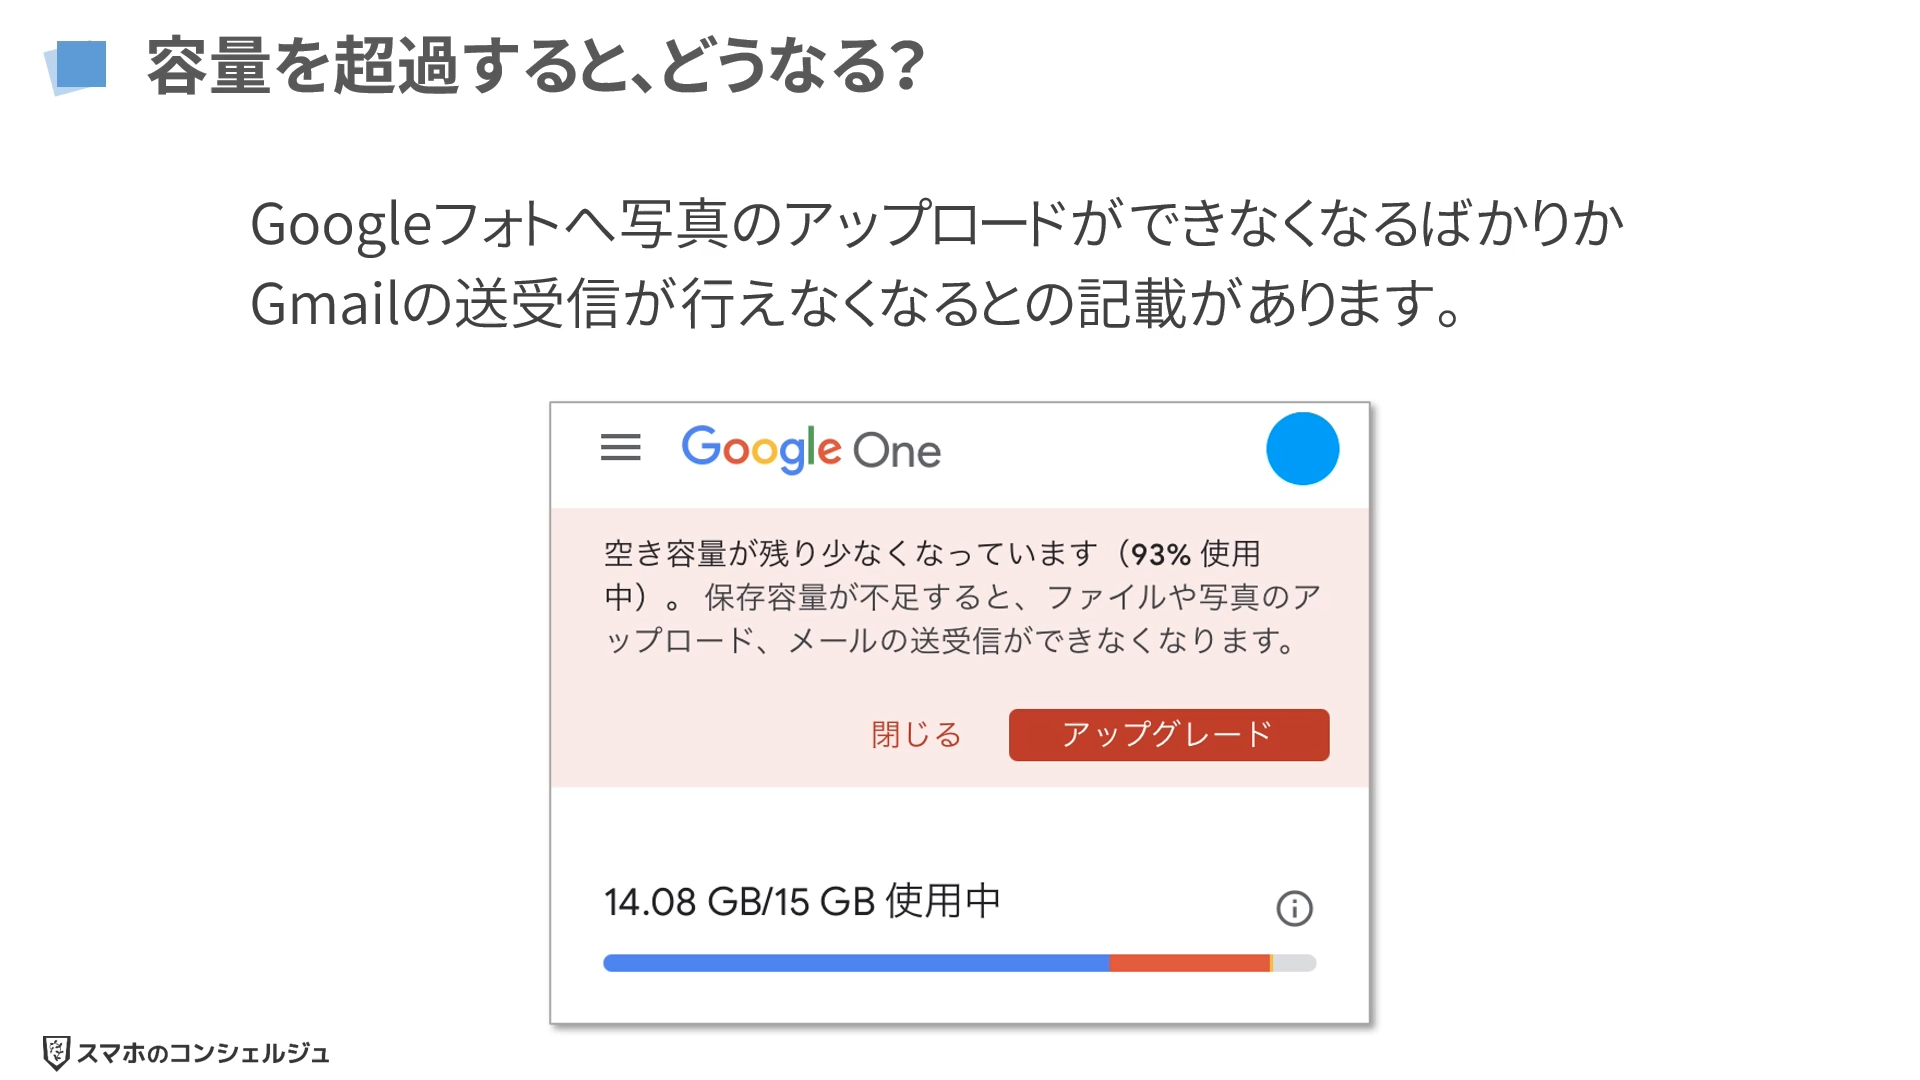 容量を超過すると、どうなる？
Googleフォトへ写真のアップロードができなくなるばかりか
Gmailの送受信が行えなくなるとの記載があります。
Google One
空き容量が残り少なくなっています（93% 使用
中）。 保存容量が不足すると、ファイルや写真のア
ップロード、メールの送受信ができなくなります。
閉じる アップグレード
14.08 GB/15 GB 使用中
スマホのコンシェルジュ